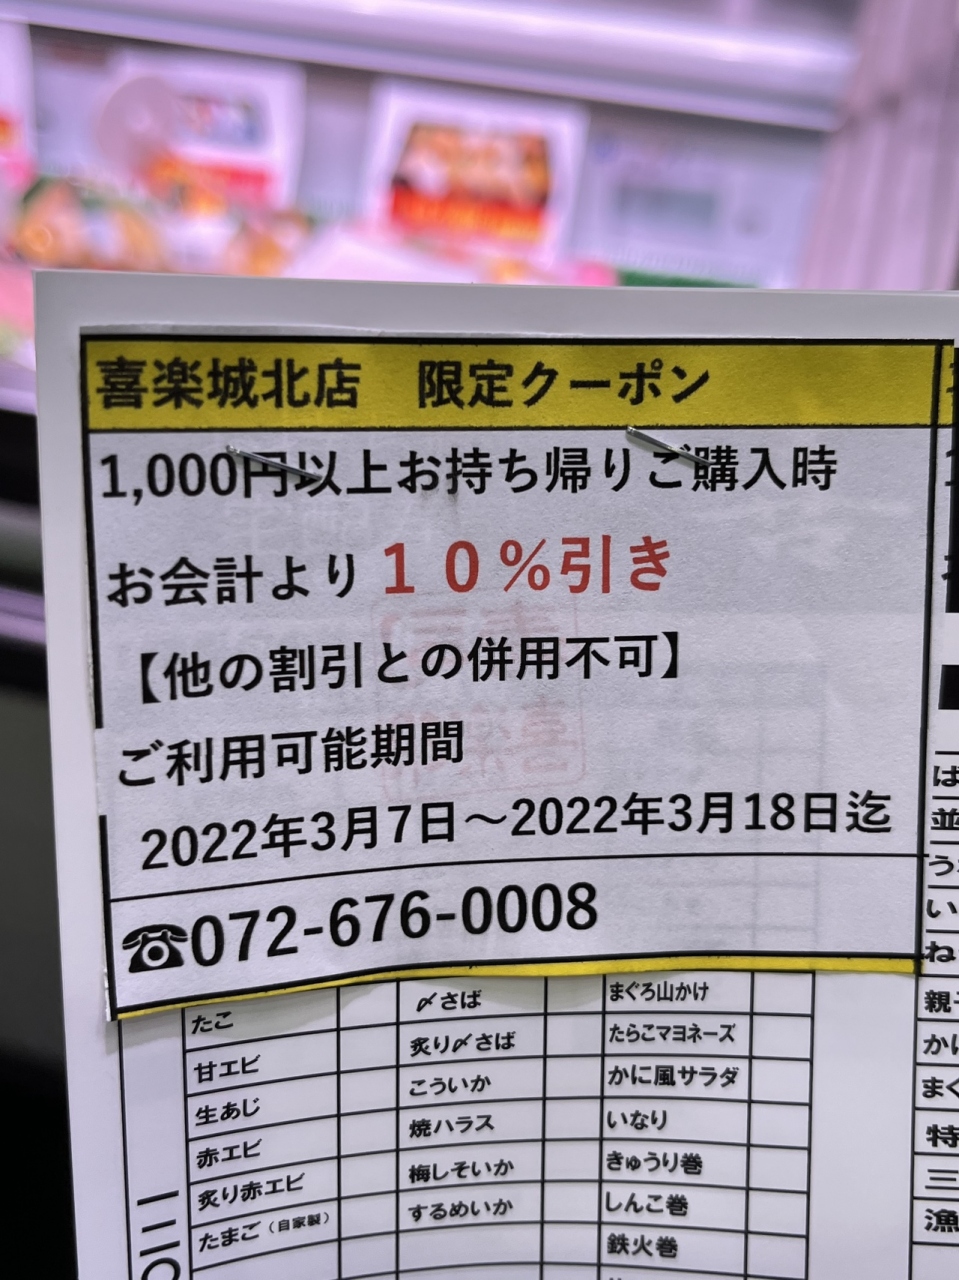 喜楽城北店　限定クーポン
1,000円以上お持ち帰りご購入時
お会計より１０％引き
【他の割引との併用不可】
ご利用可能期間
2022年3月7日～2022年3月18日迄
☎072-676-0008
たこ
甘エビ
生あじ
赤エビ
炙り赤エビ
たまご（自家製）
〆さば
炙り〆さば
こういか
焼ハラス
梅しそいか
するめいか
まぐろ山かけ
たらこマヨネーズ
かに風サラダ
いなり
きゅうり巻
しんこ巻
鉄火巻